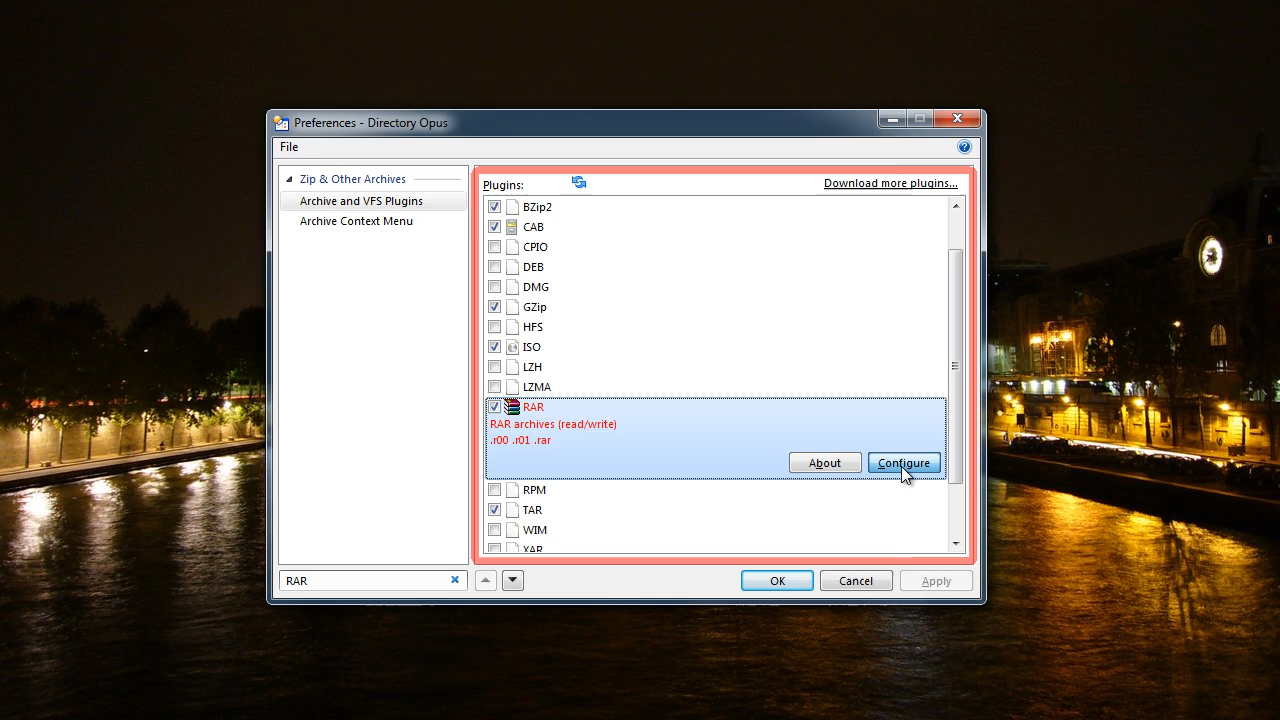 Preferences - Directory Opus
File
Zip & Other Archives
Archive and VFS Plugins
Archive Context Menu
Plugins:
Download more plugins...
BZip2
CAB
CPIO
DEB
DMG
GZip
HFS
ISO
LZH
LZMA
RAR
RAR archives (read/write)
.r00 .r01 .rar
About
Configure
RPM
TAR
WIM
XAR
RAR
OK
Cancel
Apply